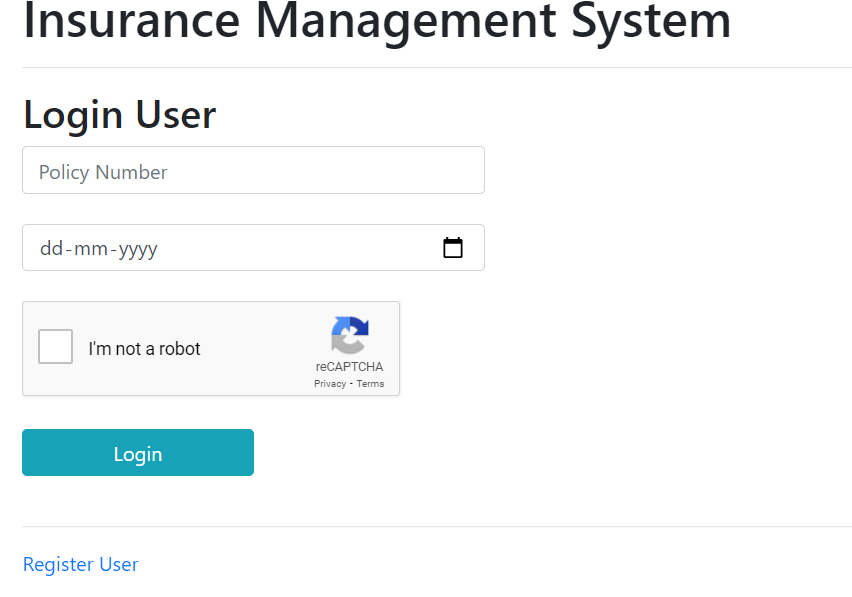 Insurance Management System
Login User
Policy Number
dd-mm-yyyy
I'm not a robot
reCAPTCHA
Privacy - Terms
Login
Register User